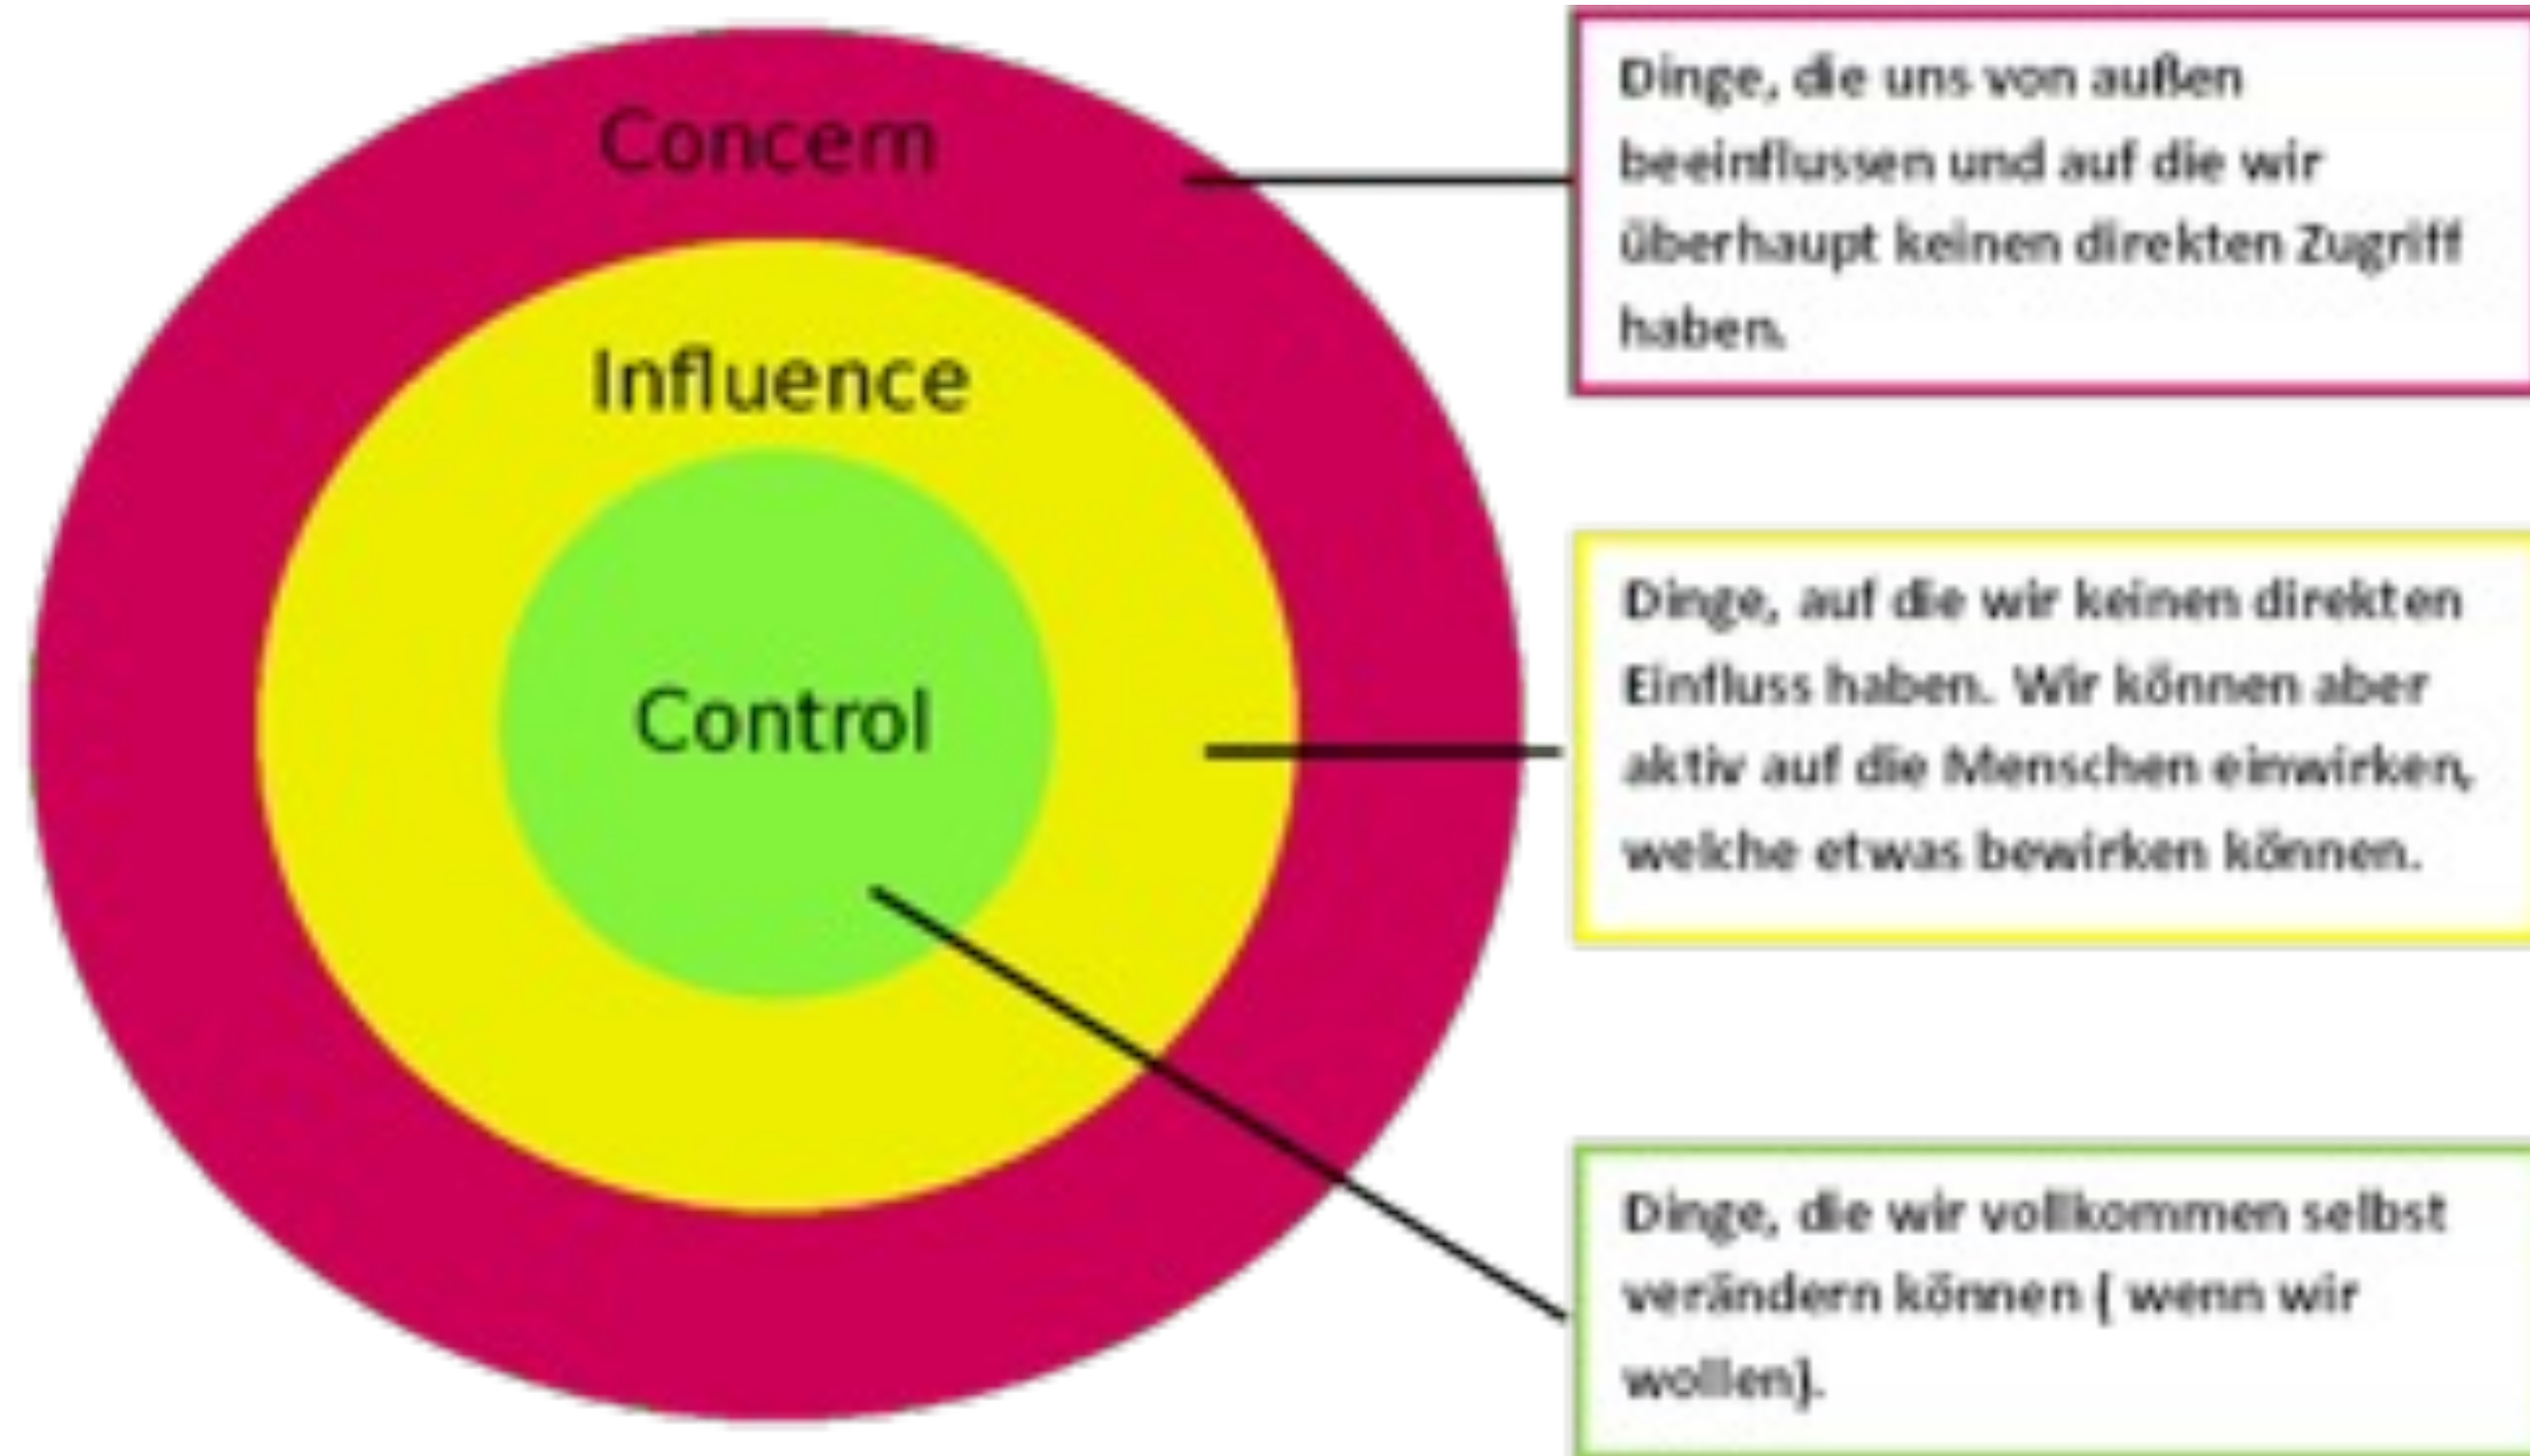 Concern
Influence
Control
Dinge, die uns von außen
beeinflussen und auf die wir
überhaupt keinen direkten Zugriff
haben.
Dinge, auf die wir keinen direkten
Einfluss haben. Wir können aber
aktiv auf die Menschen einwirken,
welche etwas bewirken können.
Dinge, die wir vollkommen selbst
verändern können ( wenn wir
wollen).